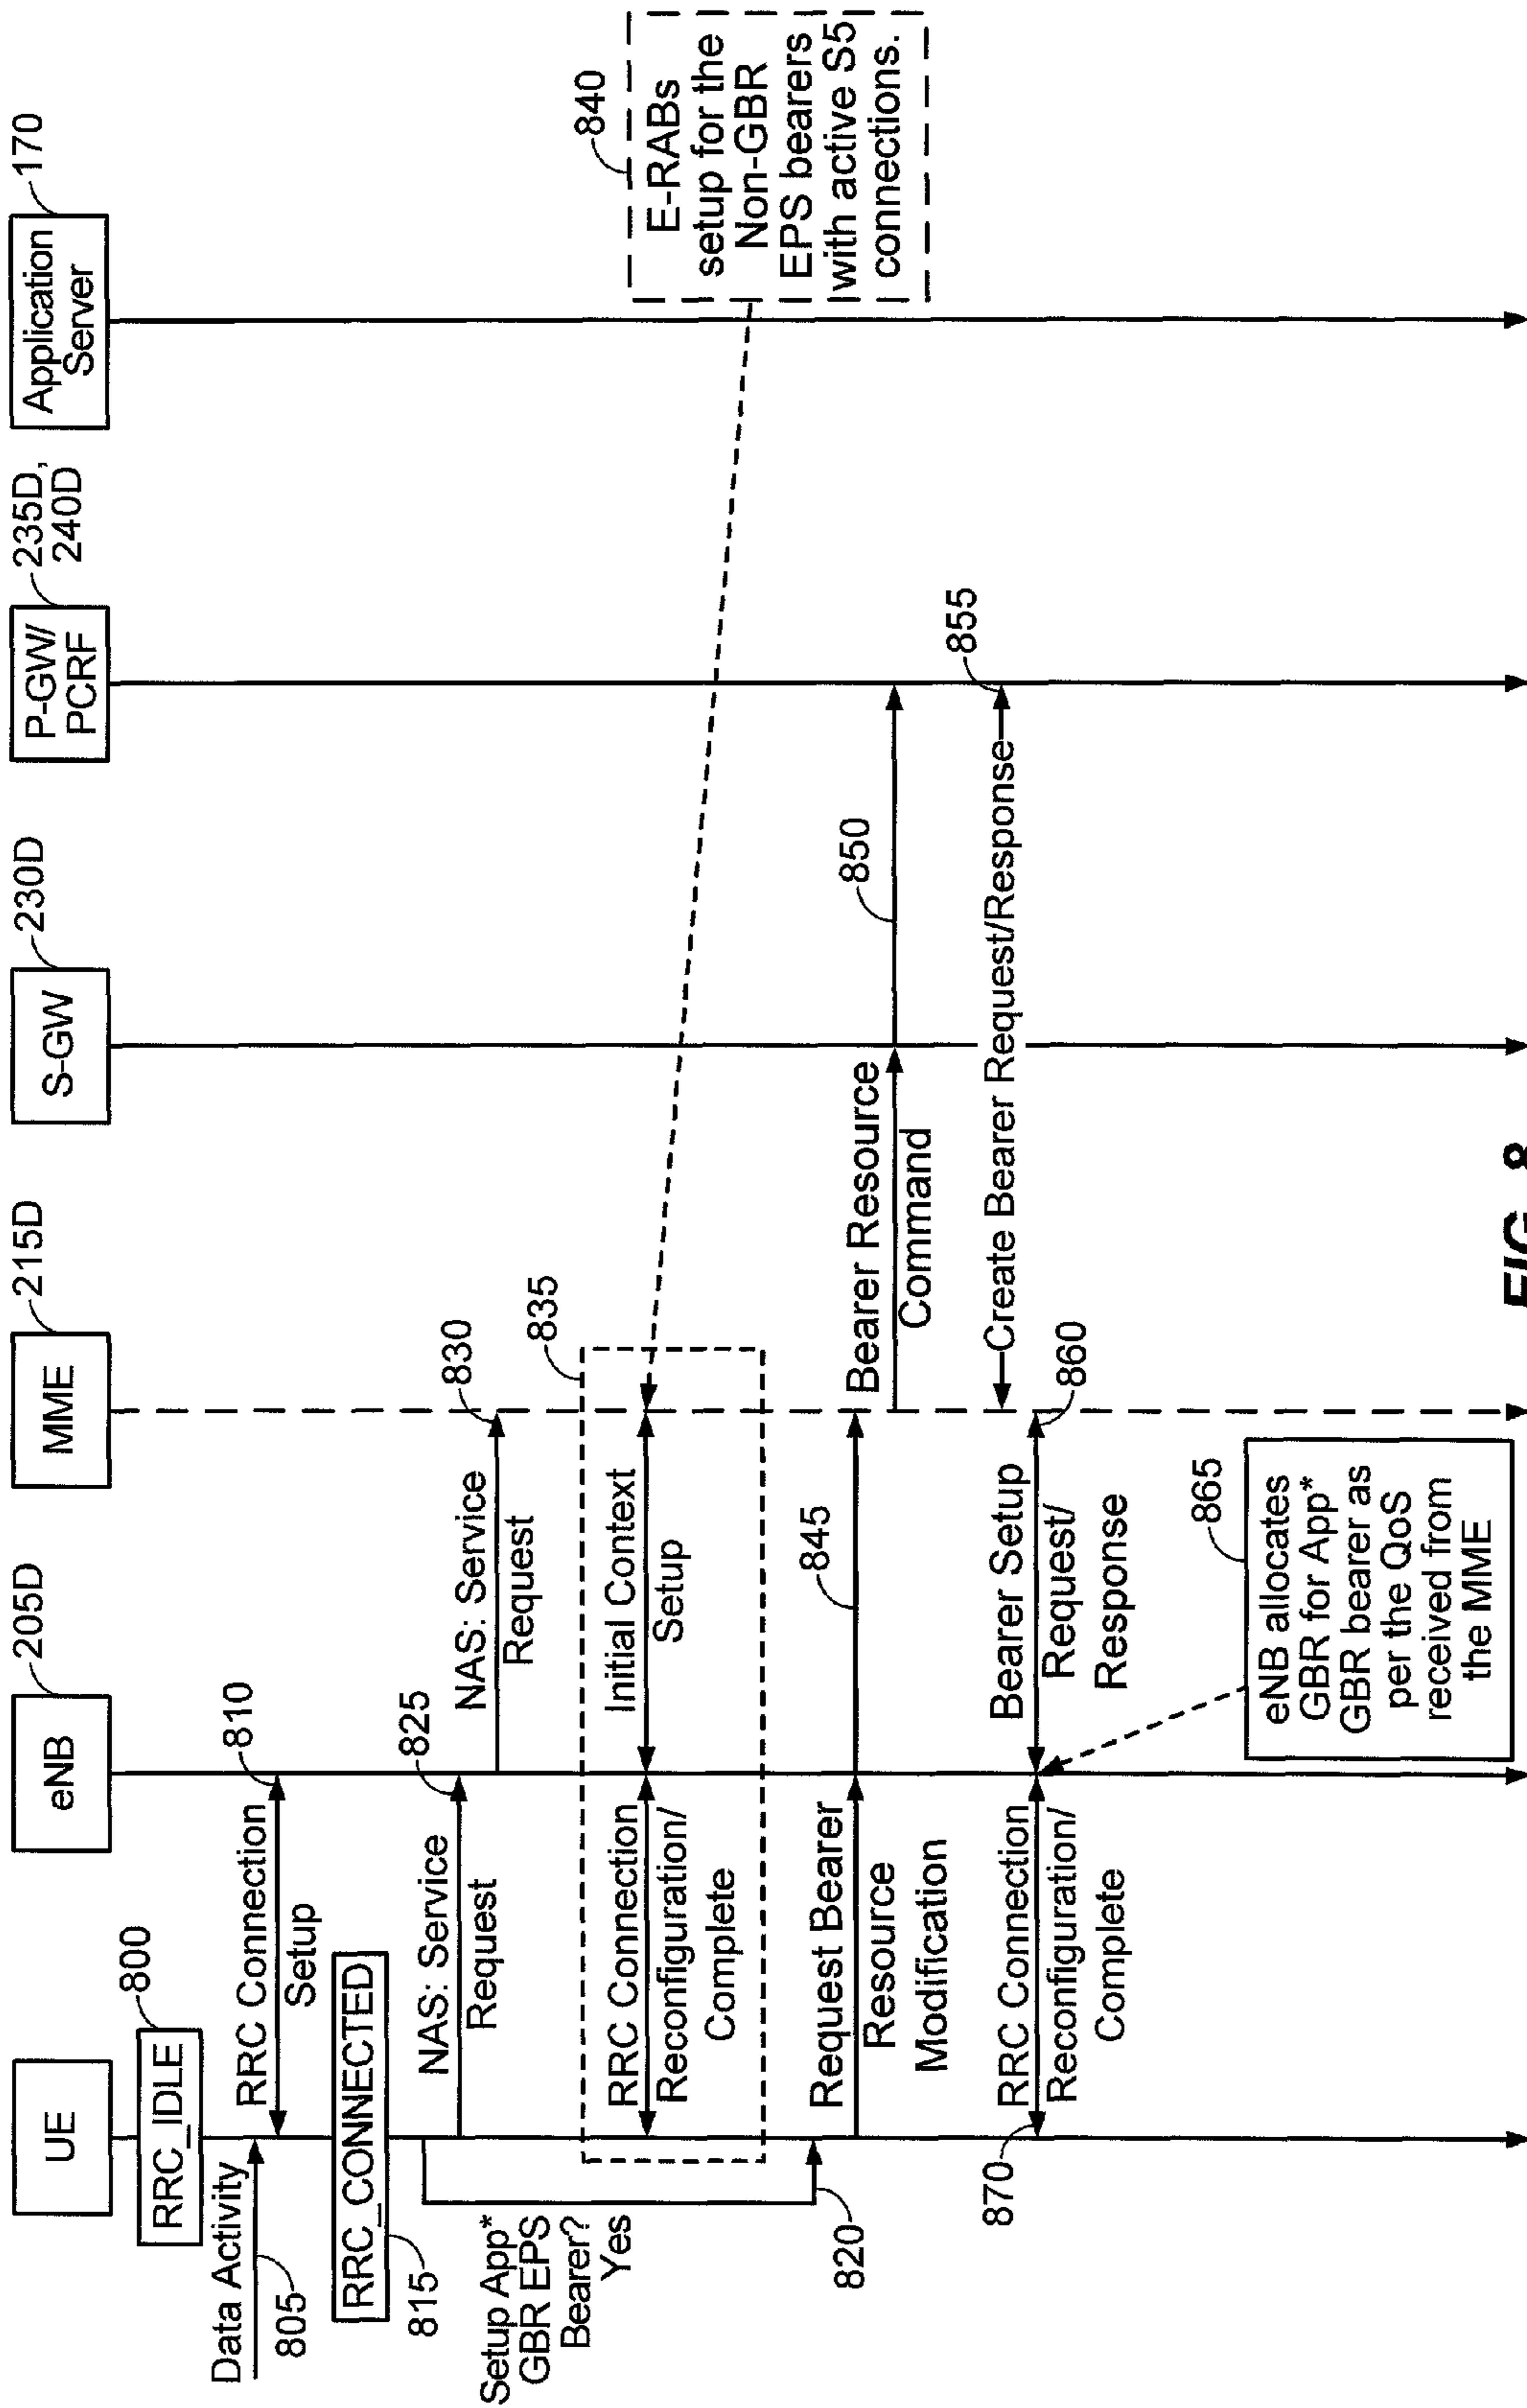 UE
eNB
205D
MME
215D
S-GW
230D
P-GW/
PCRF
235D,
240D
Application
Server
170
RRC_IDLE
800
Data Activity
805
RRC Connection
Setup
810
RRC_CONNECTED
815
Setup App*
GBR EPS
Bearer?
Yes
820
NAS: Service
Request
825
NAS: Service
Request
830
835
RRC Connection
Reconfiguration/
Complete
Initial Context
Setup
840
E-RABs
setup for the
Non-GBR
EPS bearers
with active S5
connections.
Request Bearer
Resource
Modification
845
Bearer Resource
Command
850
Create Bearer Request/Response
855
RRC Connection
Reconfiguration/
Complete
870
Bearer Setup
Request/
Response
860
865
eNB allocates
GBR for App*
GBR bearer as
per the QoS
received from
the MME
FIG. 8